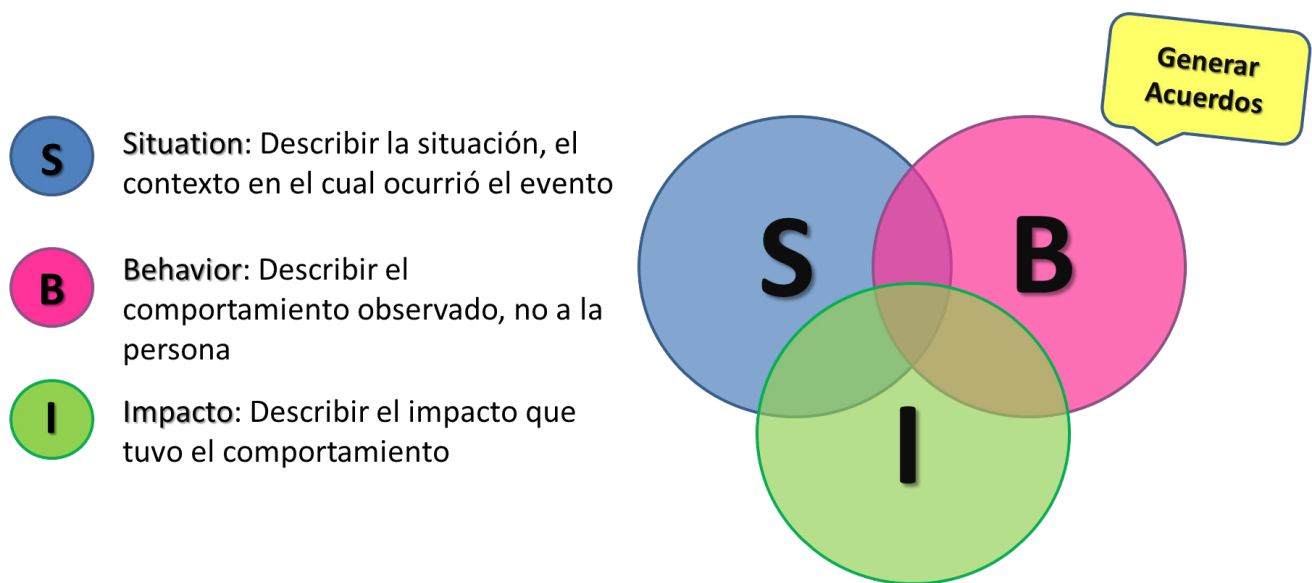 Generar
Acuerdos
S
Situation: Describir la situación, el
contexto en el cual ocurrió el evento
B
Behavior: Describir el
comportamiento observado, no a la
persona
I
Impacto: Describir el impacto que
tuvo el comportamiento
S
B
I